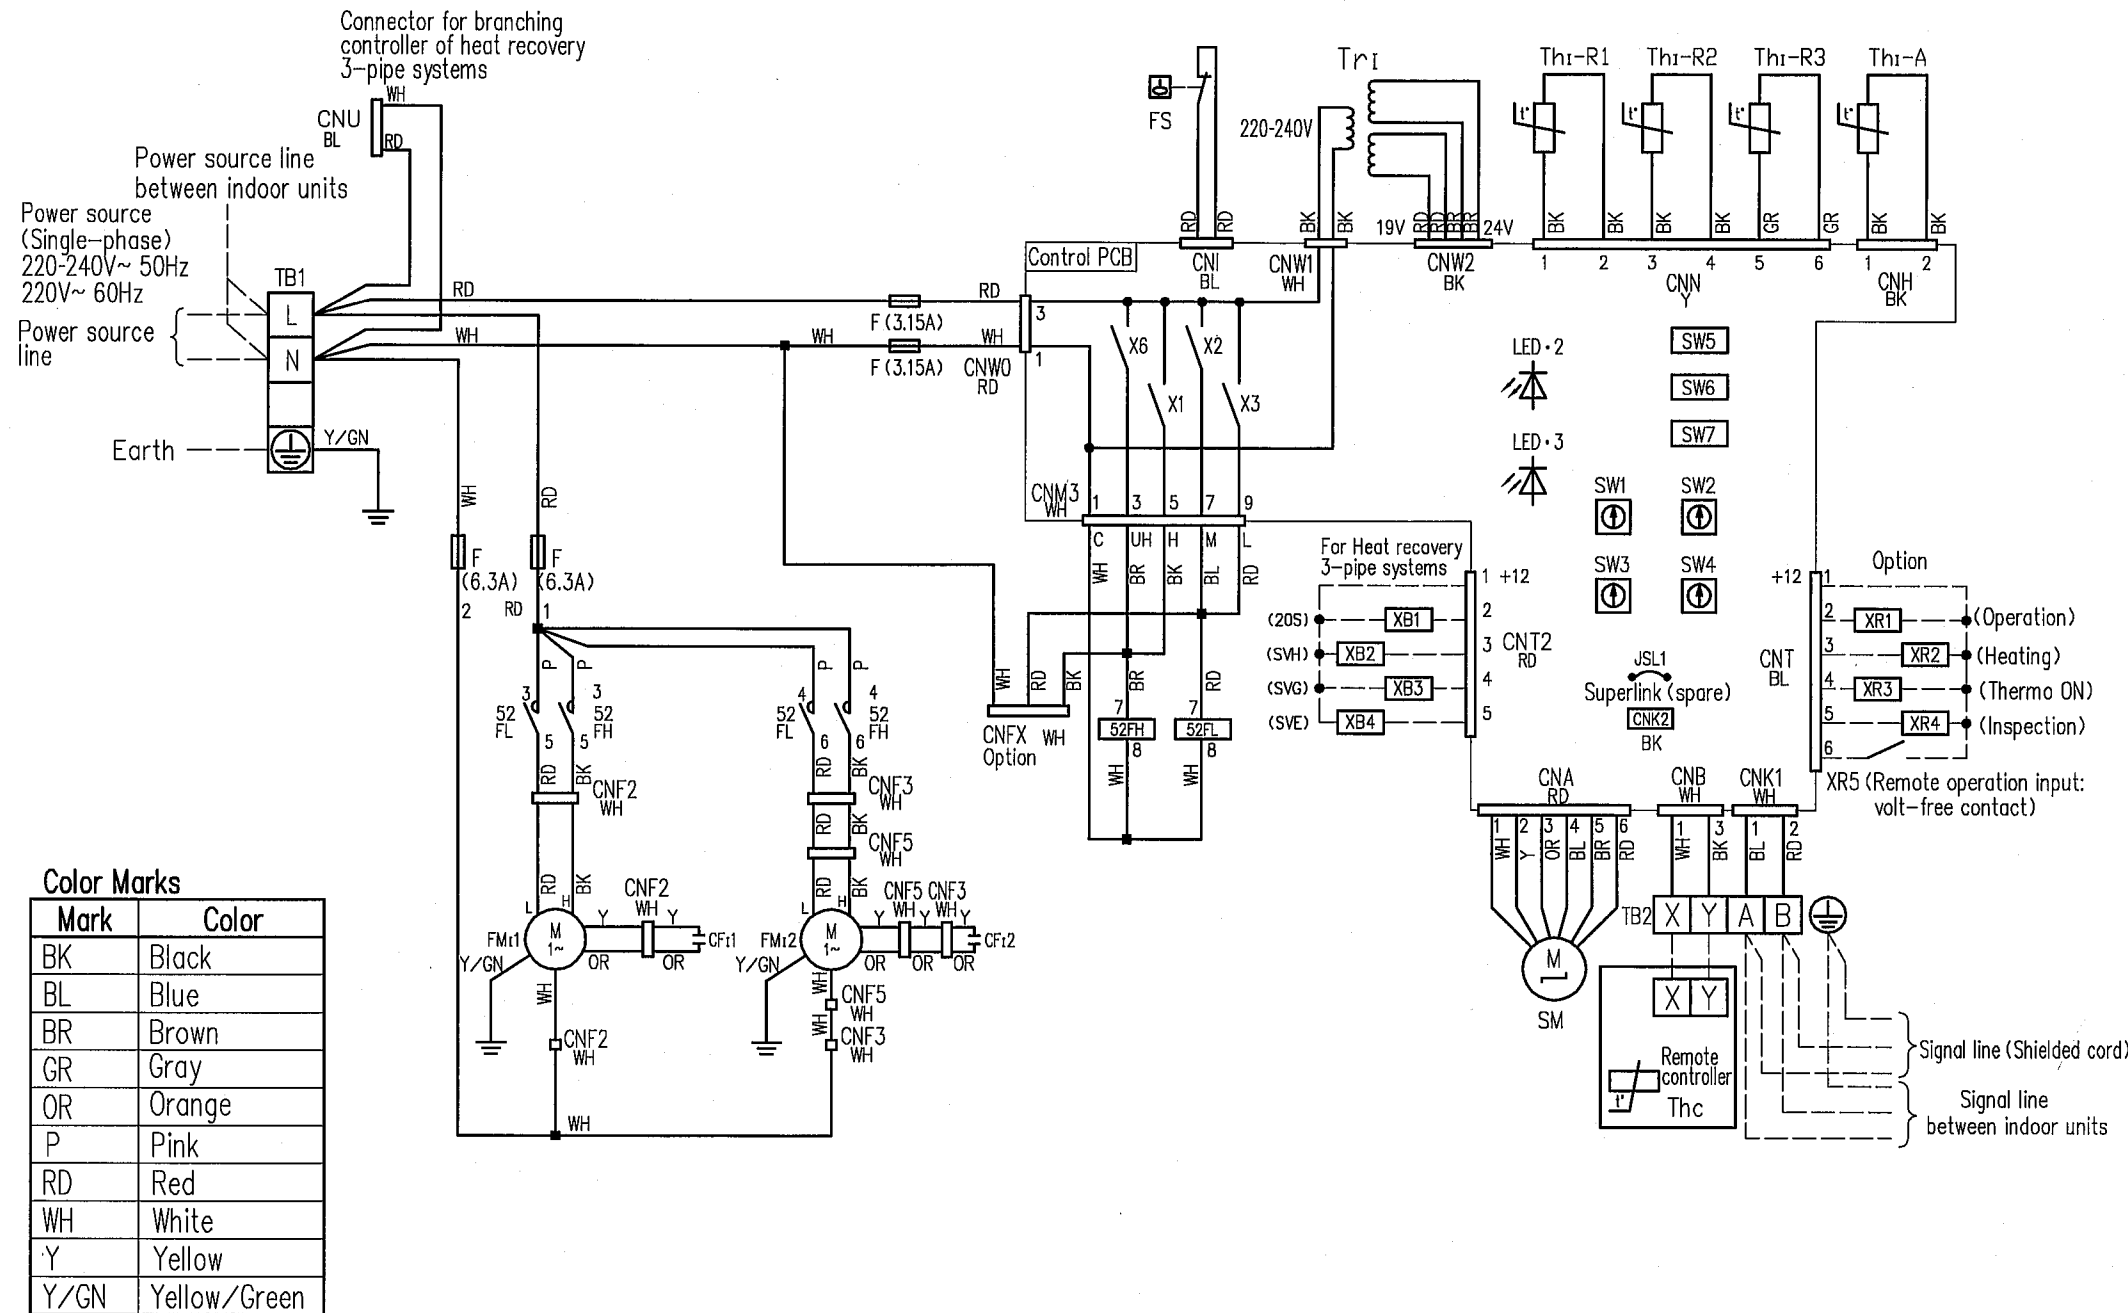 Connector for branching
controller of heat recovery
3-pipe systems
WH
CNU
BL
RD
Power source line
between indoor units
Power source
(Single-phase)
220-240V~ 50Hz
220V~ 60Hz
Power source
line
TB1
L
N
Earth
Y/GN
RD
RD
F (3.15A)
WH
WH
WH
F (3.15A)
CNW0
RD
3
1
Control PCB
FS
RD
RD
CNI
BL
TrI
220-240V
BK
BK
CNW1
WH
19V
RD
RD
BR
BR
24V
CNW2
BK
ThI-R1
ThI-R2
ThI-R3
ThI-A
t°
t°
t°
t°
BK
BK
BK
BK
GR
GR
BK
BK
1
2
3
4
5
6
CNN
Y
1
2
CNH
BK
X6
X2
X1
X3
LED·2
LED·3
SW5
SW6
SW7
SW1
SW2
SW3
SW4
CNM3
WH
1
3
5
7
9
C
UH
H
M
L
WH
BR
BK
BL
RD
WH
RD
F
(6.3A)
F
(6.3A)
2
RD
1
P
P
P
P
3
3
4
4
52
FL
52
FH
52
FL
52
FH
5
5
6
6
RD
BK
CNF2
WH
RD
BK
CNF3
WH
RD
BK
CNF5
WH
RD
BK
RD
BK
L
H
L
H
FMI1
M
1~
Y
CNF2
WH
Y
CFI1
OR
OR
Y/GN
WH
CNF2
WH
FMI2
M
1~
Y
CNF5
WH
Y
CNF3
WH
Y
CFI2
OR
OR
OR
Y/GN
WH
CNF5
WH
WH
CNF3
WH
WH
WH
RD
BK
CNFX
WH
Option
BR
RD
7
52FH
8
7
52FL
8
WH
WH
For Heat recovery
3-pipe systems
(20S)
XB1
(SVH)
XB2
(SVG)
XB3
(SVE)
XB4
1
+12
2
3
4
5
CNT2
RD
JSL1
Superlink (spare)
CNK2
BK
Option
+12
1
2
3
4
5
6
CNT
BL
XR1
(Operation)
XR2
(Heating)
XR3
(Thermo ON)
XR4
(Inspection)
XR5 (Remote operation input:
volt-free contact)
CNA
RD
1
2
3
4
5
6
WH
Y
OR
BL
BR
RD
M
SM
CNB
WH
1
3
WH
BK
CNK1
WH
1
2
BL
RD
TB2
X
Y
A
B
X
Y
Remote
controller
t°
Thc
Signal line (Shielded cord)
Signal line
between indoor units
Color Marks
Mark Color
BK Black
BL Blue
BR Brown
GR Gray
OR Orange
P Pink
RD Red
WH White
Y Yellow
Y/GN Yellow/Green